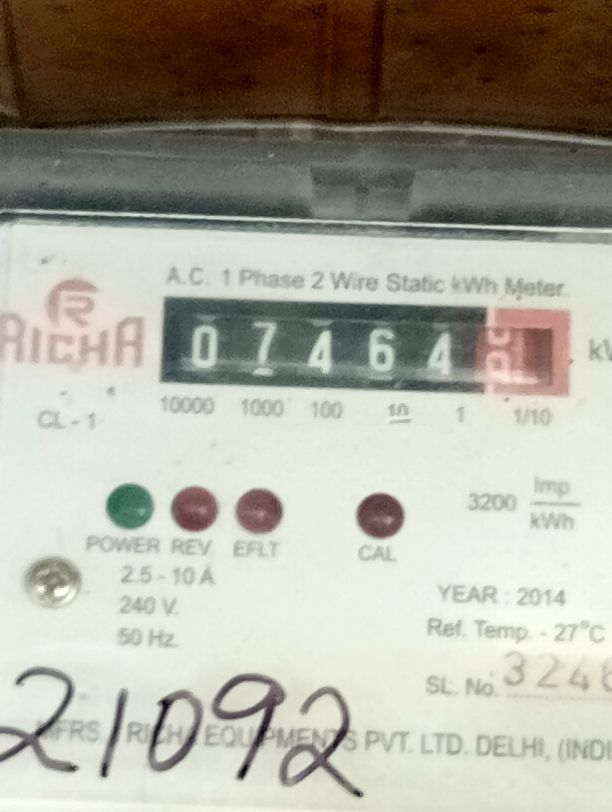 A.C. 1 Phase 2 Wire Static kWh Meter.
R
RICHA
0 7 4 6 4
10000 1000 100 10 1 1/10
CL - 1
3200 Imp
kWh
POWER REV. EFLT CAL
2.5 - 10 A
240 V.
50 Hz.
YEAR : 2014
Ref. Temp. - 27°C
SL. No. 324
MFRS. RICHA EQUIPMENTS PVT. LTD. DELHI,
21092